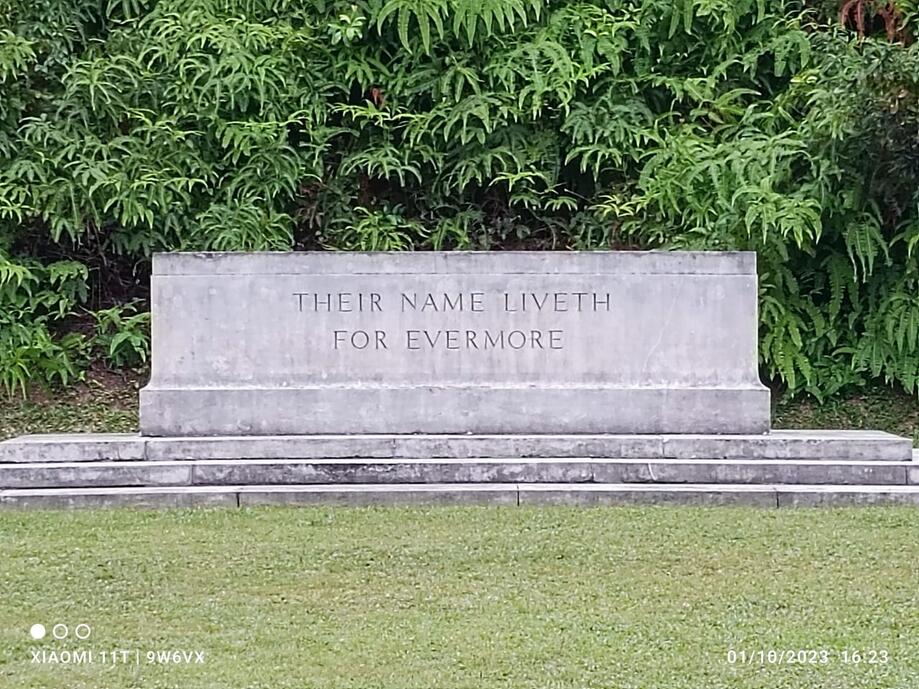 THEIR NAME LIVETH
FOR EVERMORE
XIAOMI 11T | 9W6VX
01/10/2023 16:23